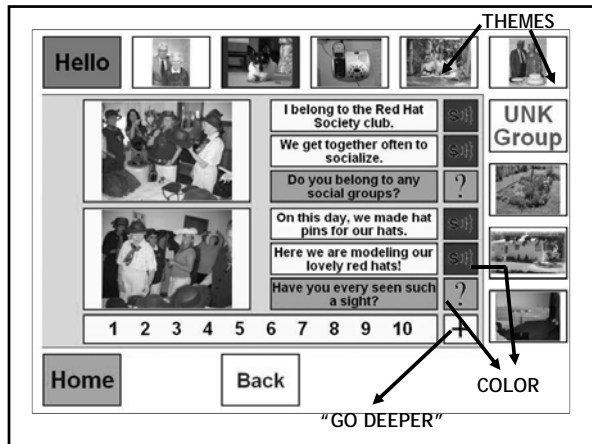 THEMES
Hello
I belong to the Red Hat
Society club.
S
We get together often to
socialize.
S
Do you belong to any
social groups?
?
On this day, we made hat
pins for our hats.
S
Here we are modeling our
lovely red hats!
S
Have you every seen such
a sight?
?
UNK
Group
1 2 3 4 5 6 7 8 9 10 +
Home
Back
COLOR
“GO DEEPER”